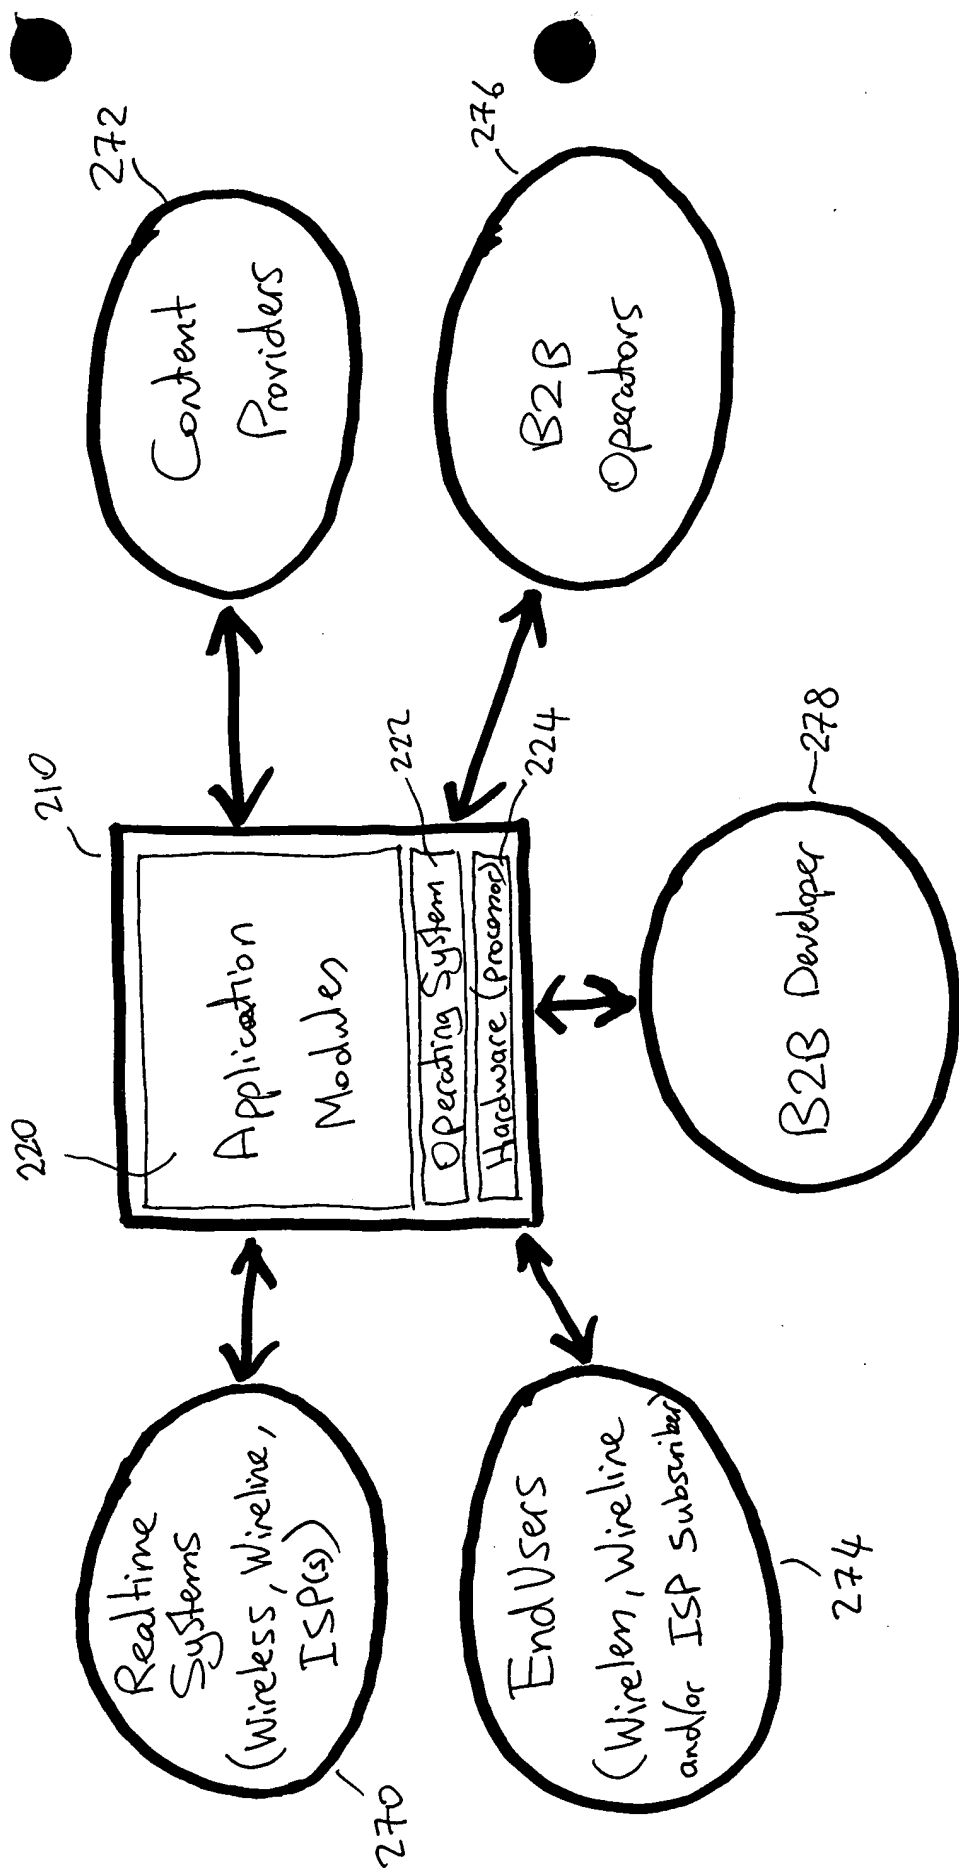 210
220
Application
Modules
Operating System
222
Hardware (processor)
224
Realtime
Systems
(Wireless, Wireline,
ISP(s))
270
Content
Providers
272
End Users
(Wireless, Wireline
and/or ISP subscriber)
274
B2B
Operators
276
B2B Developer
278